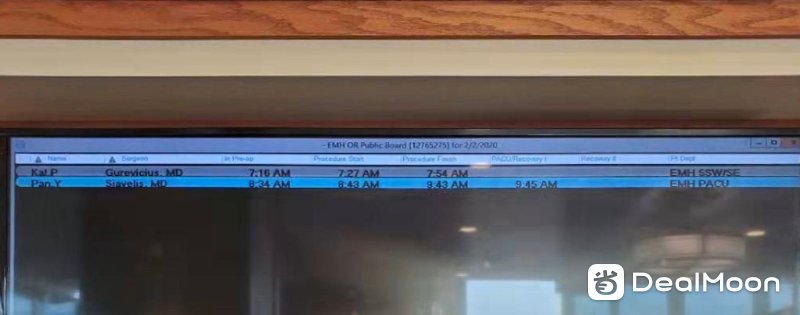 - EMH OR Public Board [12765275] for 2/2/2020
Name Surgeon In Pre-op Procedure Start Procedure Finish PACU/Recovery I Recovery II Pt Dept
Kal.P Gurevicius, MD 7:16 AM 7:27 AM 7:54 AM EMH SSW/SE
Pan.Y Siavelis, MD 8:34 AM 8:43 AM 9:43 AM 9:45 AM EMH PACU
省 DealMoon